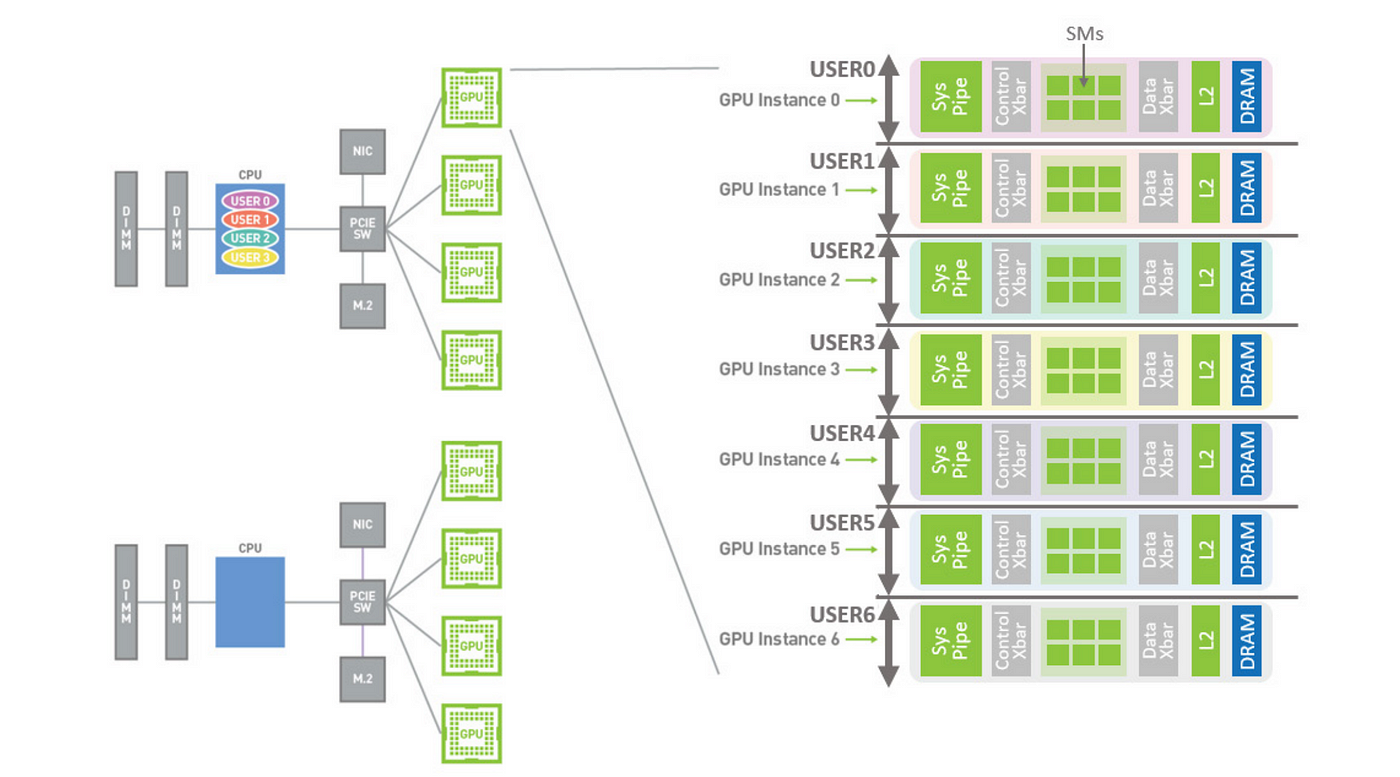 CPU
USER 0
USER 1
USER 2
USER 3
DIMM
DIMM
NIC
PCIE
SW
M.2
GPU
GPU
GPU
GPU
CPU
DIMM
DIMM
NIC
PCIE
SW
M.2
GPU
GPU
GPU
GPU
SMs
USER0
GPU Instance 0
Sys
Pipe
Control
Xbar
Data
Xbar
L2
DRAM
USER1
GPU Instance 1
Sys
Pipe
Control
Xbar
Data
Xbar
L2
DRAM
USER2
GPU Instance 2
Sys
Pipe
Control
Xbar
Data
Xbar
L2
DRAM
USER3
GPU Instance 3
Sys
Pipe
Control
Xbar
Data
Xbar
L2
DRAM
USER4
GPU Instance 4
Sys
Pipe
Control
Xbar
Data
Xbar
L2
DRAM
USER5
GPU Instance 5
Sys
Pipe
Control
Xbar
Data
Xbar
L2
DRAM
USER6
GPU Instance 6
Sys
Pipe
Control
Xbar
Data
Xbar
L2
DRAM